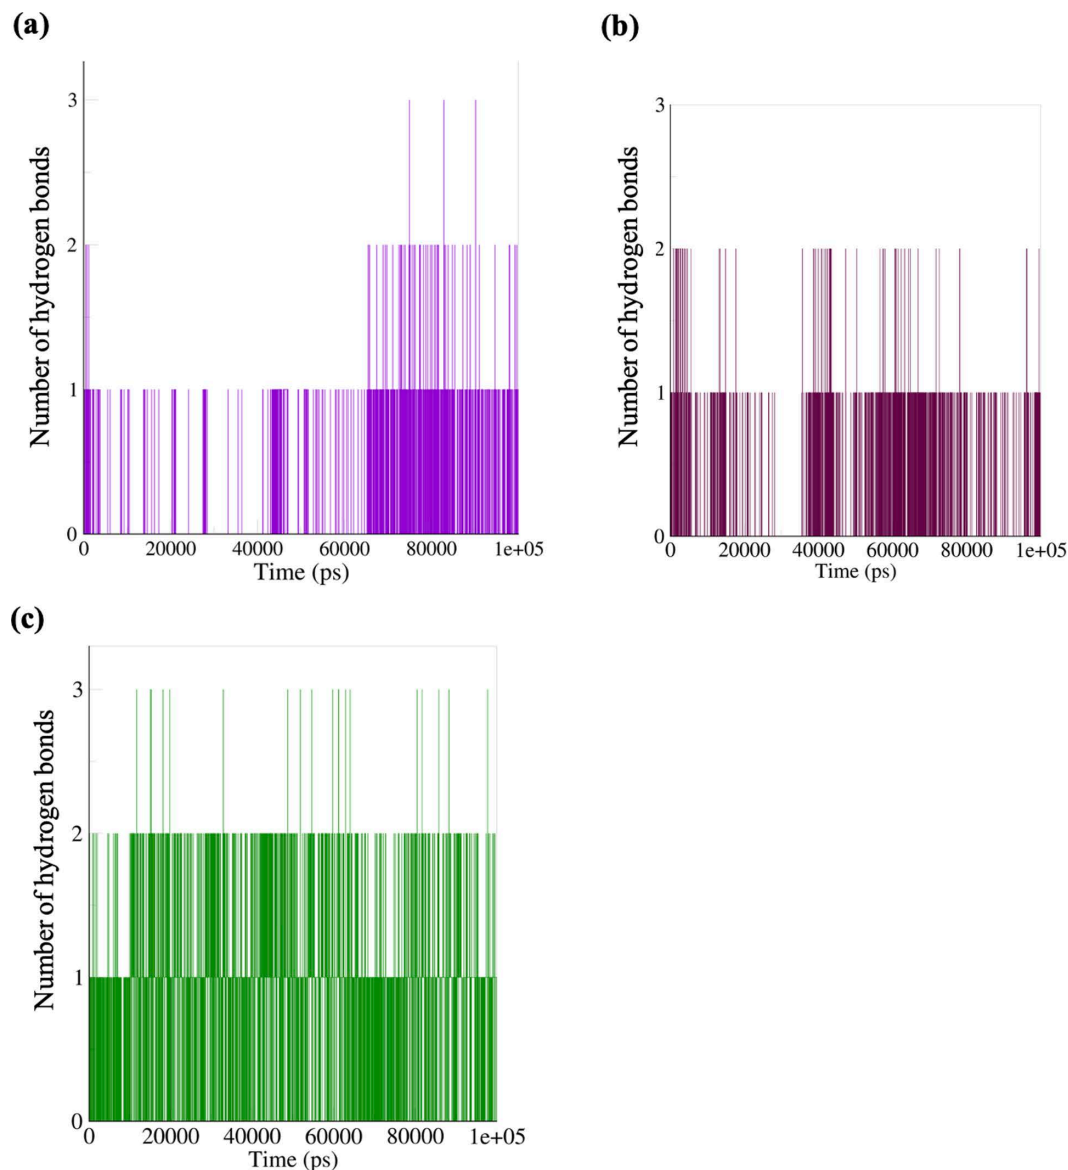 (a)
Number of hydrogen bonds
3
2
1
0
0 20000 40000 60000 80000 1e+05
Time (ps)
(b)
Number of hydrogen bonds
3
2
1
0
0 20000 40000 60000 80000 1e+05
Time (ps)
(c)
Number of hydrogen bonds
3
2
1
0
0 20000 40000 60000 80000 1e+05
Time (ps)